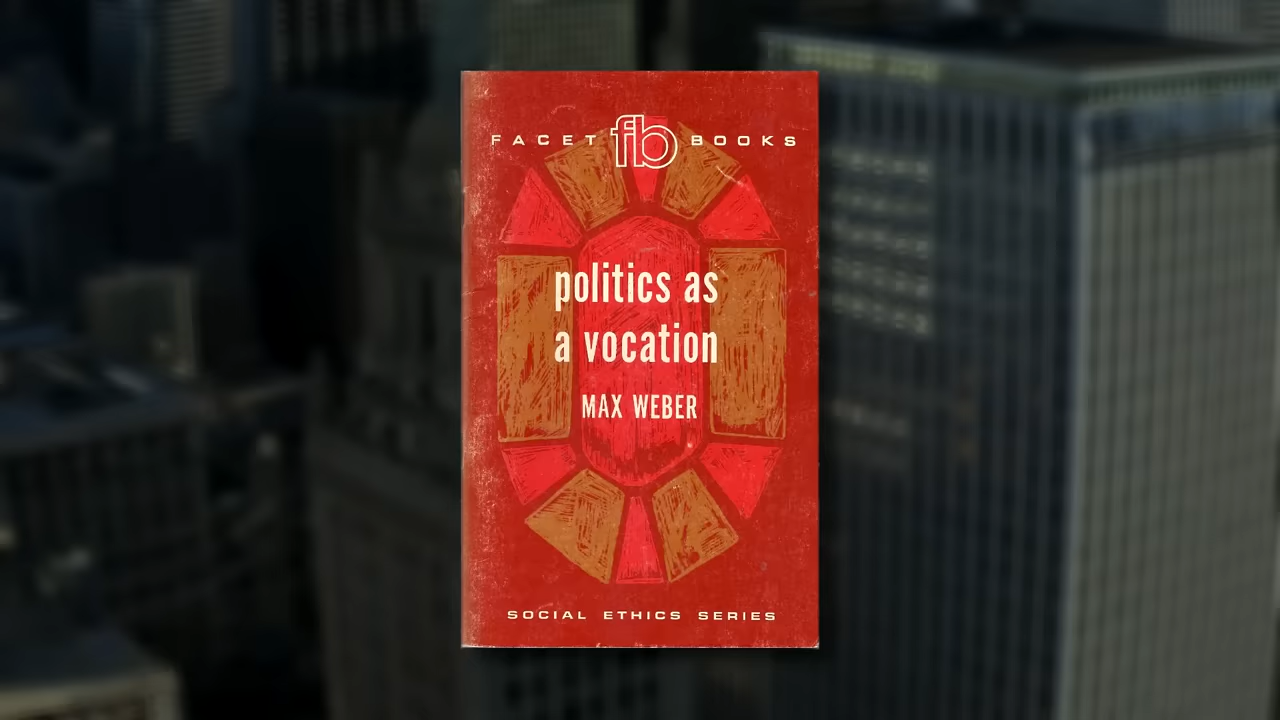 FACET fb BOOKS
politics as
a vocation
MAX WEBER
SOCIAL ETHICS SERIES